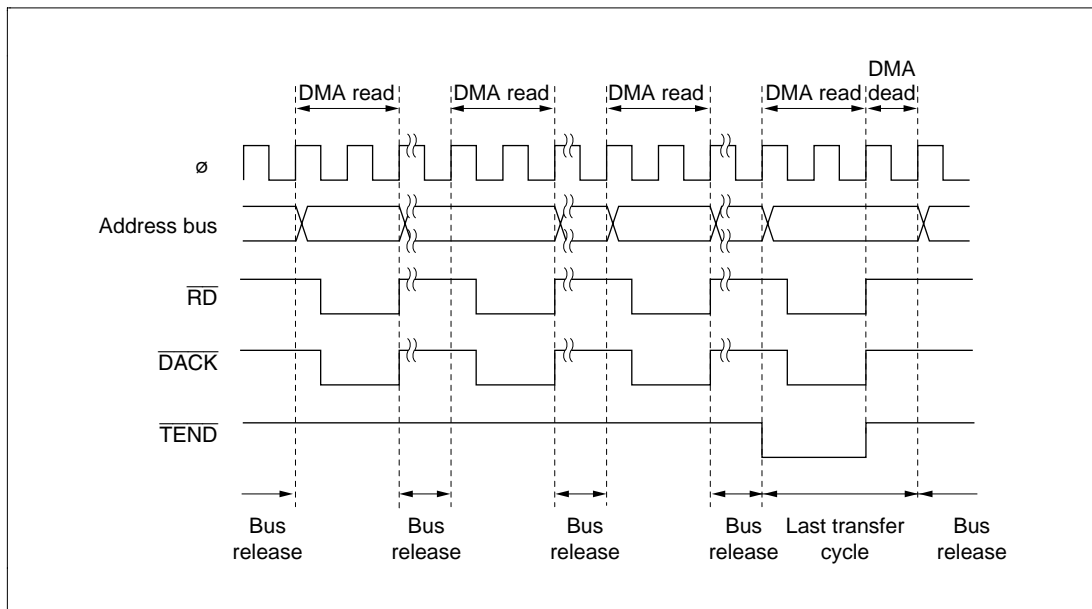 DMA
dead
DMA read DMA read DMA read DMA read
ø
Address bus
RD
DACK
TEND
Bus
release
Bus
release
Bus
release
Bus
release
Last transfer
cycle
Bus
release